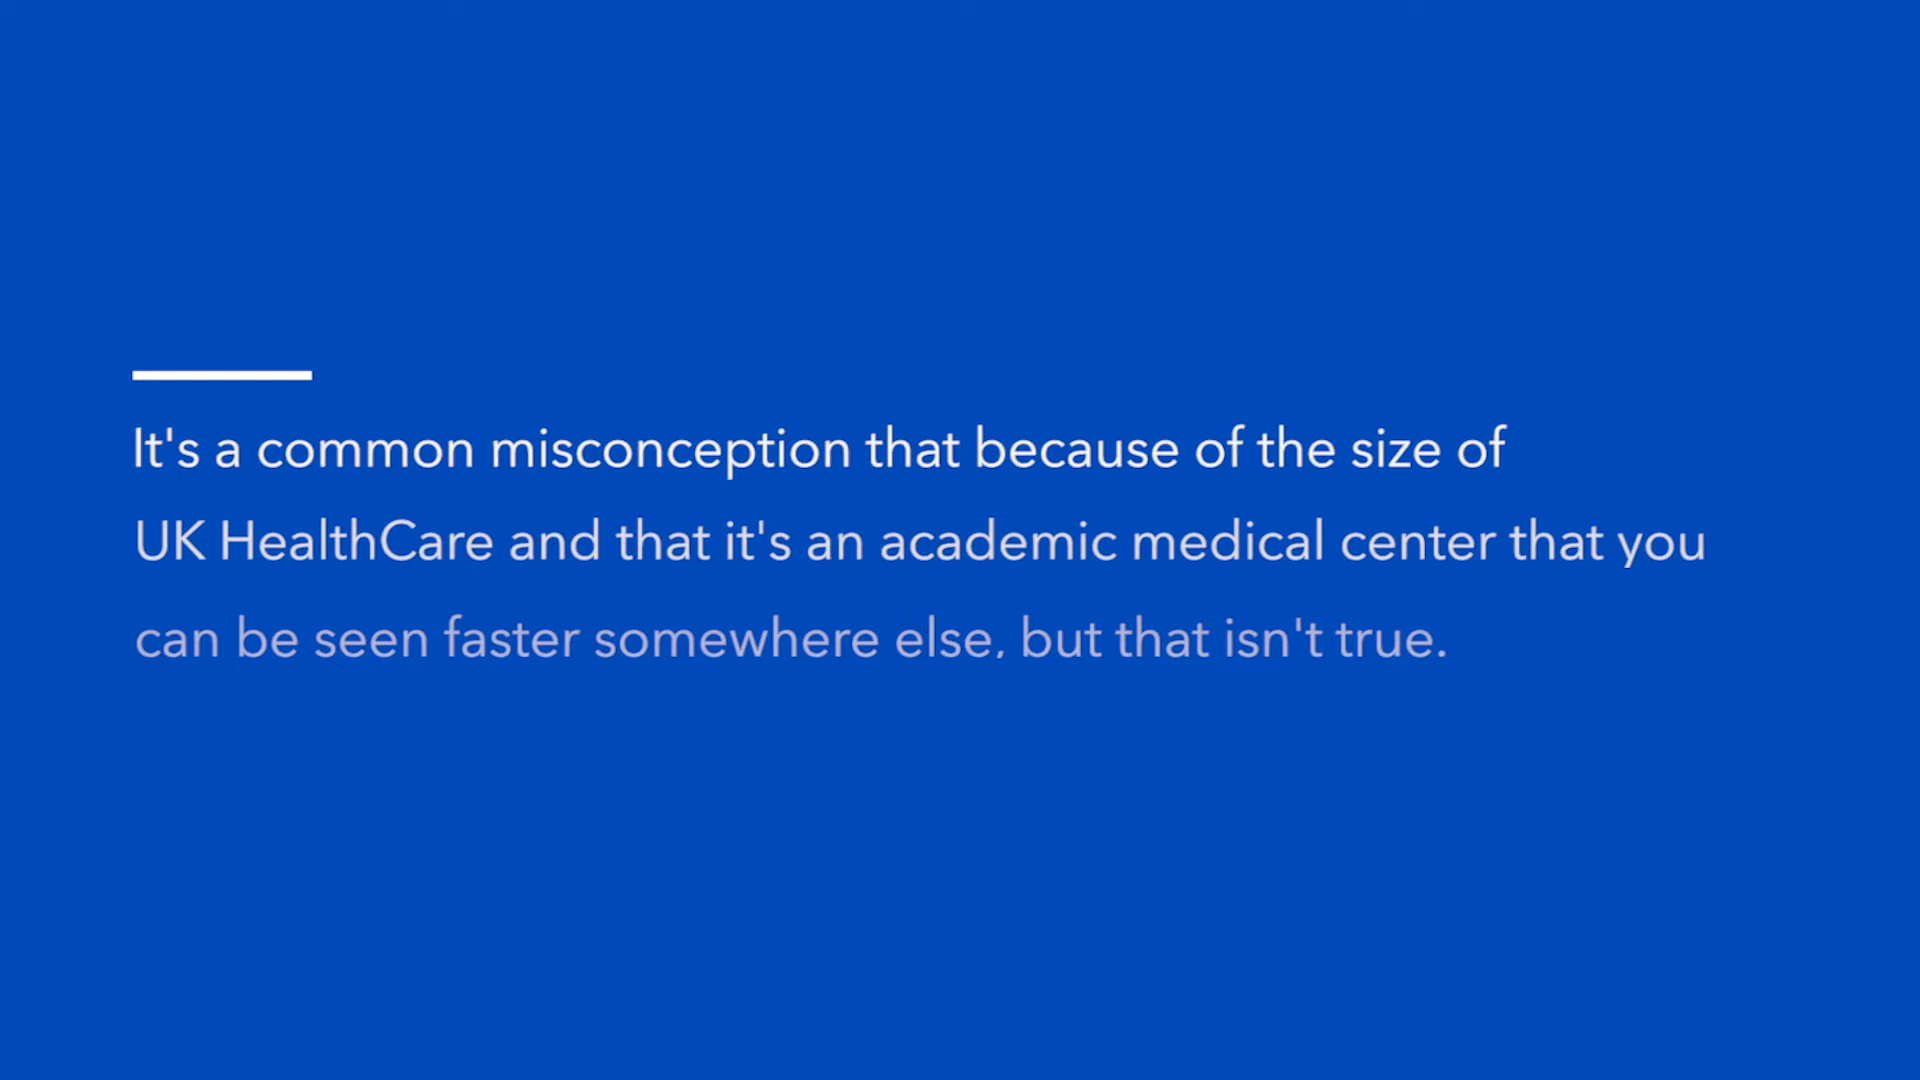 It's a common misconception that because of the size of
UK HealthCare and that it's an academic medical center that you
can be seen faster somewhere else, but that isn't true.